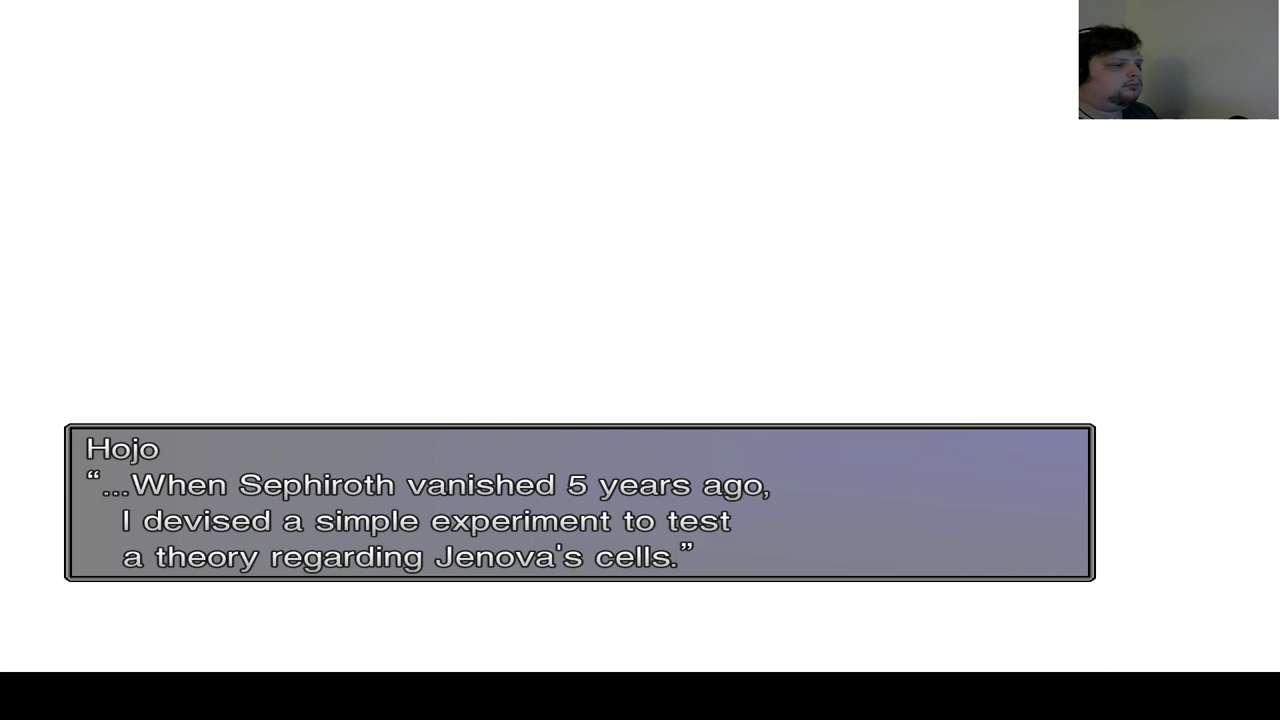 Hojo
“...When Sephiroth vanished 5 years ago,
I devised a simple experiment to test
a theory regarding Jenova's cells.”